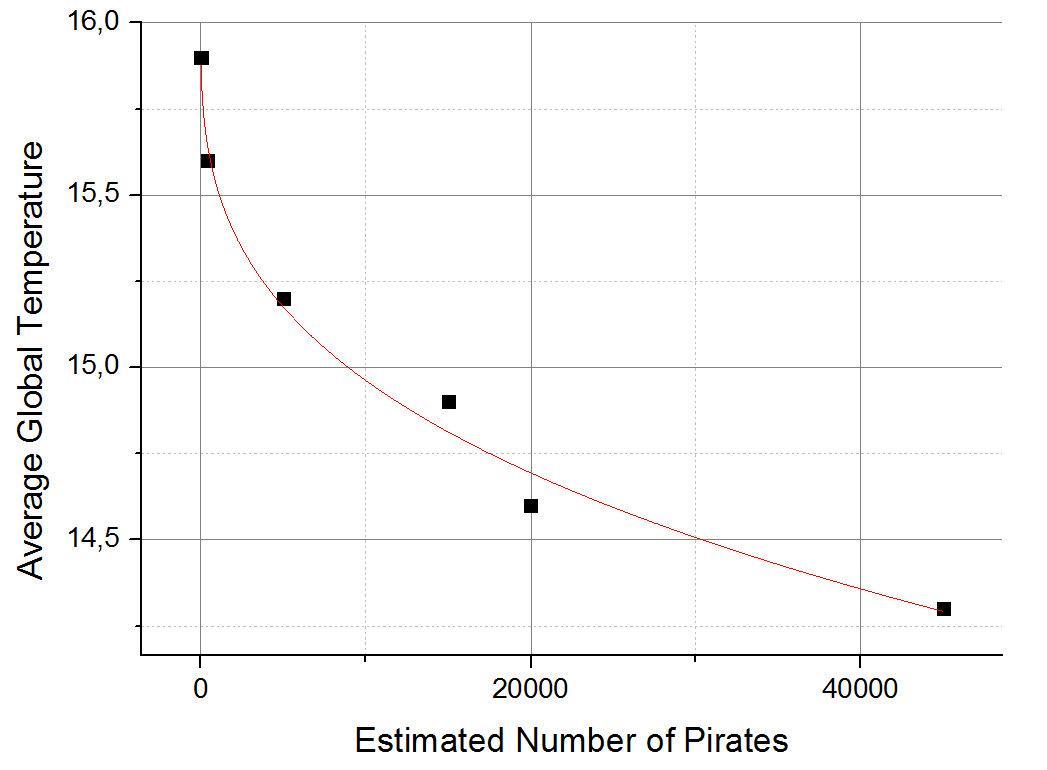 16,0
15,5
15,0
14,5
Average Global Temperature
0 20000 40000
Estimated Number of Pirates